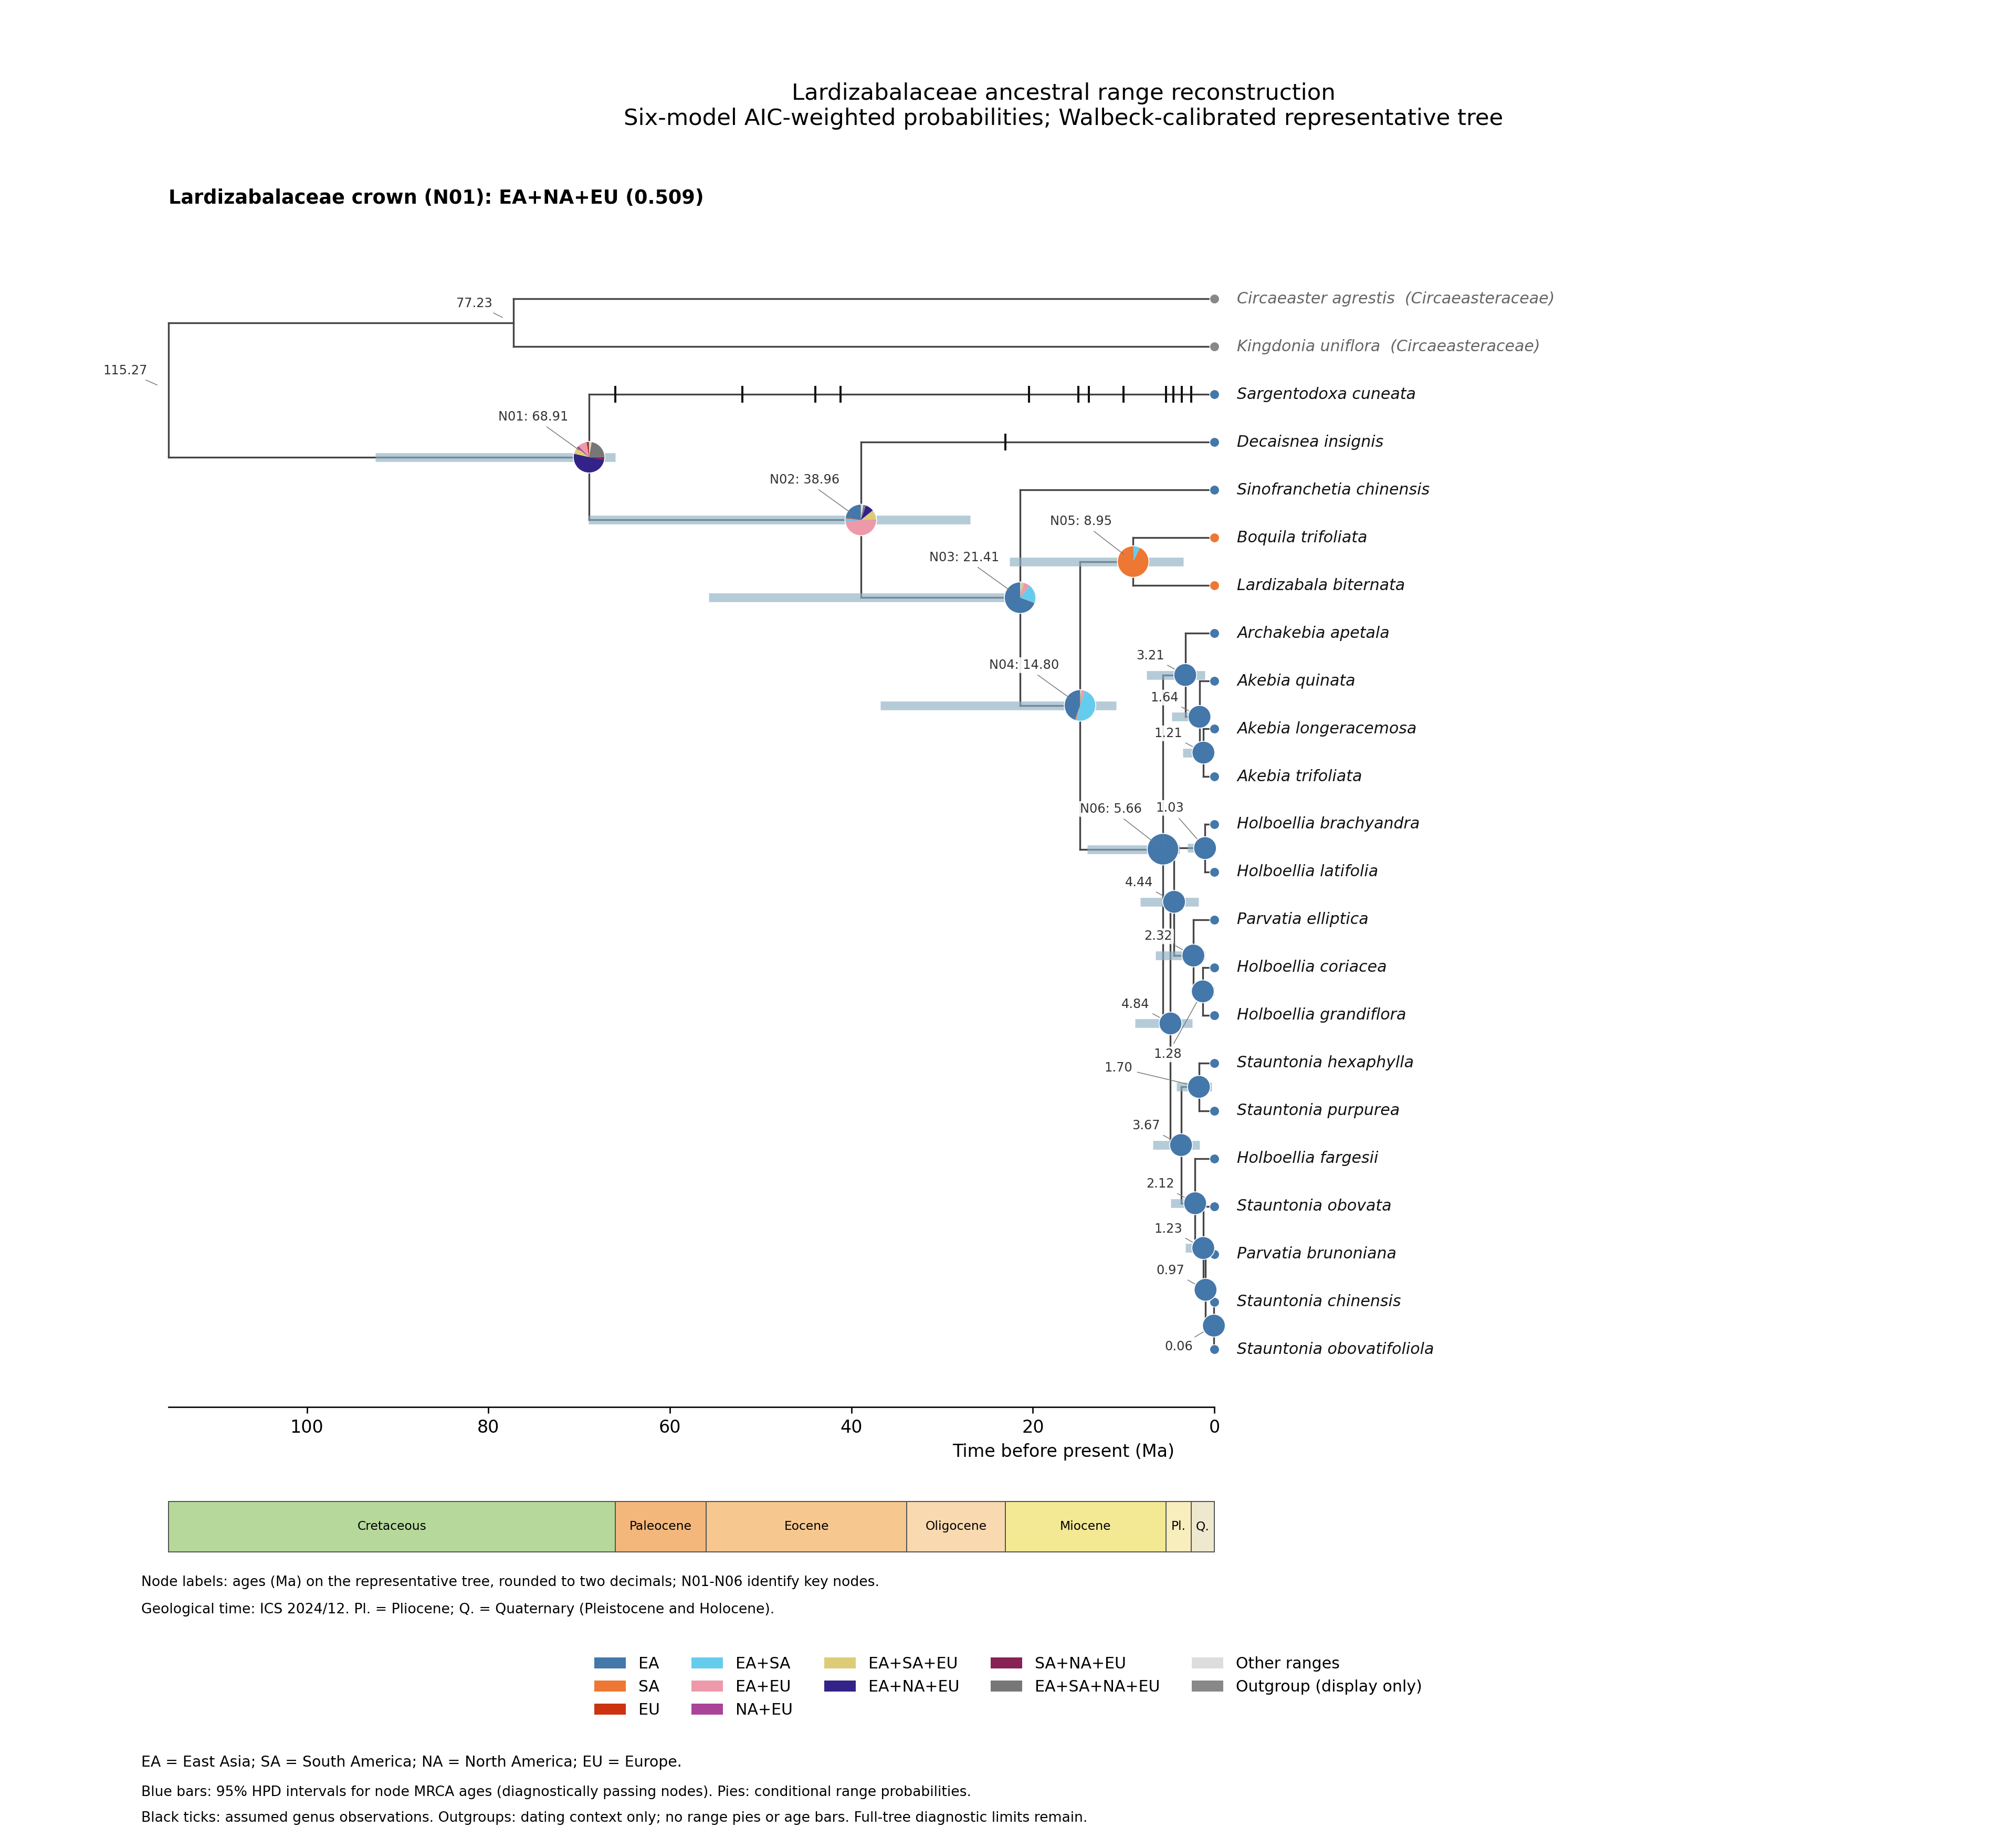 Lardizabalaceae ancestral range reconstruction
Six-model AIC-weighted probabilities; Walbeck-calibrated representative tree
Lardizabalaceae crown (N01): EA+NA+EU (0.509)
77.23
Circaeaster agrestis (Circaeasteraceae)
Kingdonia uniflora (Circaeasteraceae)
115.27
Sargentodoxa cuneata
N01: 68.91
Decaisnea insignis
N02: 38.96
Sinofranchetia chinensis
N05: 8.95
Boquila trifoliata
N03: 21.41
Lardizabala biternata
Archakebia apetala
3.21
N04: 14.80
Akebia quinata
1.64
Akebia longeracemosa
1.21
Akebia trifoliata
N06: 5.66
1.03
Holboellia brachyandra
Holboellia latifolia
4.44
Parvatia elliptica
2.32
Holboellia coriacea
4.84
Holboellia grandiflora
1.28
1.70
Stauntonia hexaphylla
Stauntonia purpurea
3.67
Holboellia fargesii
2.12
Stauntonia obovata
1.23
Parvatia brunoniana
0.97
Stauntonia chinensis
0.06
Stauntonia obovatifoliola
100 80 60 40 20 0
Time before present (Ma)
Cretaceous Paleocene Eocene Oligocene Miocene Pl. Q.
Node labels: ages (Ma) on the representative tree, rounded to two decimals; N01-N06 identify key nodes.
Geological time: ICS 2024/12. Pl. = Pliocene; Q. = Quaternary (Pleistocene and Holocene).
EA EA+SA EA+SA+EU SA+NA+EU Other ranges
SA EA+EU EA+NA+EU EA+SA+NA+EU Outgroup (display only)
EU NA+EU
EA = East Asia; SA = South America; NA = North America; EU = Europe.
Blue bars: 95% HPD intervals for node MRCA ages (diagnostically passing nodes). Pies: conditional range probabilities.
Black ticks: assumed genus observations. Outgroups: dating context only; no range pies or age bars. Full-tree diagnostic limits remain.